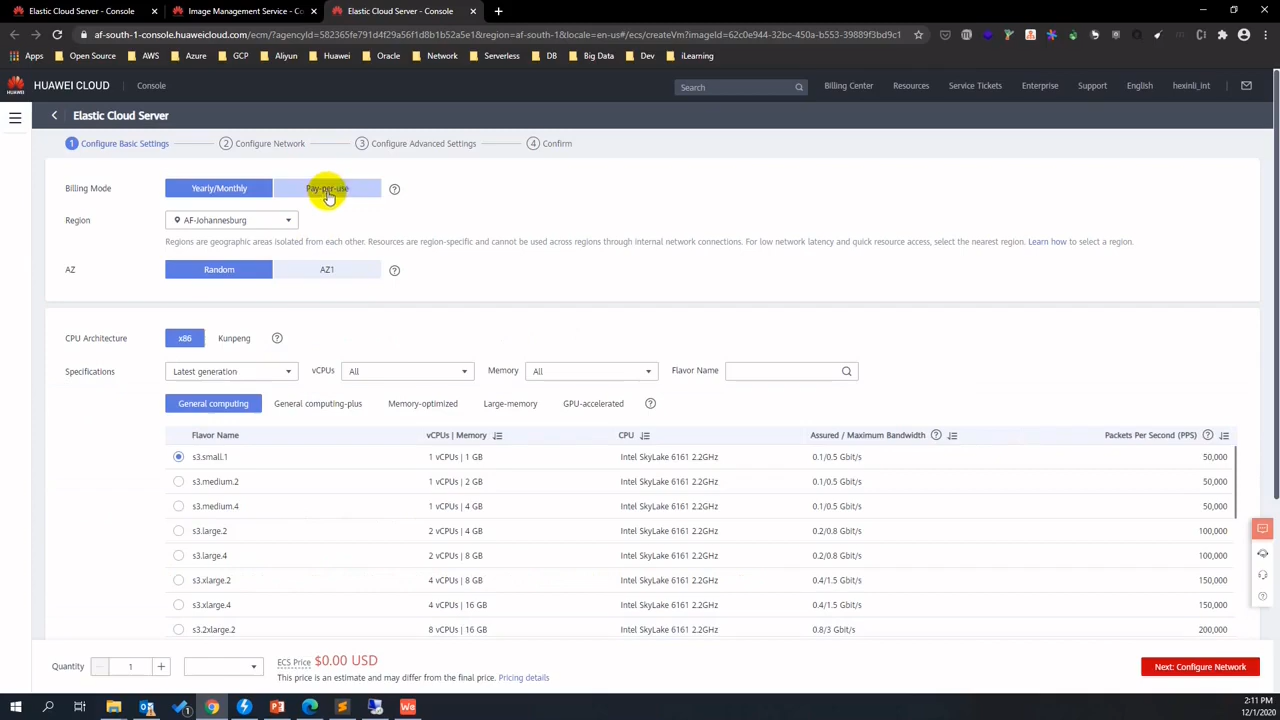 Elastic Cloud Server - Console
Image Management Service - Co
Elastic Cloud Server - Console
af-south-1-console.huaweicloud.com/ecm/?agencyId=582365fe791d4f29a56f1d8b1b52a5e1&region=af-south-1&locale=en-us#/ecs/createVm?imageId=62c0e944-32bc-450a-b553-39889f3bd9c1
Apps Open Source AWS Azure GCP Aliyun Huawei Oracle Network Serverless DB Big Data Dev iLearning
HUAWEI
HUAWEI CLOUD Console Search Billing Center Resources Service Tickets Enterprise Support English hexinli_int
Elastic Cloud Server
1 Configure Basic Settings 2 Configure Network 3 Configure Advanced Settings 4 Confirm
Billing Mode Yearly/Monthly Pay-per-use ?
Region AF-Johannesburg
Regions are geographic areas isolated from each other. Resources are region-specific and cannot be used across regions through internal network connections. For low network latency and quick resource access, select the nearest region. Learn how to select a region.
AZ Random AZ1 ?
CPU Architecture x86 Kunpeng ?
Specifications Latest generation vCPUs All Memory All Flavor Name
General computing General computing-plus Memory-optimized Large-memory GPU-accelerated ?
Flavor Name vCPUs | Memory CPU Assured / Maximum Bandwidth ? Packets Per Second (PPS) ?
s3.small.1 1 vCPUs | 1 GB Intel SkyLake 6161 2.2GHz 0.1/0.5 Gbit/s 50,000
s3.medium.2 1 vCPUs | 2 GB Intel SkyLake 6161 2.2GHz 0.1/0.5 Gbit/s 50,000
s3.medium.4 1 vCPUs | 4 GB Intel SkyLake 6161 2.2GHz 0.1/0.5 Gbit/s 50,000
s3.large.2 2 vCPUs | 4 GB Intel SkyLake 6161 2.2GHz 0.2/0.8 Gbit/s 100,000
s3.large.4 2 vCPUs | 8 GB Intel SkyLake 6161 2.2GHz 0.2/0.8 Gbit/s 100,000
s3.xlarge.2 4 vCPUs | 8 GB Intel SkyLake 6161 2.2GHz 0.4/1.5 Gbit/s 150,000
s3.xlarge.4 4 vCPUs | 16 GB Intel SkyLake 6161 2.2GHz 0.4/1.5 Gbit/s 150,000
s3.2xlarge.2 8 vCPUs | 16 GB Intel SkyLake 6161 2.2GHz 0.8/3 Gbit/s 200,000
Quantity 1 ECS Price $0.00 USD Next: Configure Network
This price is an estimate and may differ from the final price. Pricing details
We
2:11 PM
12/1/2020